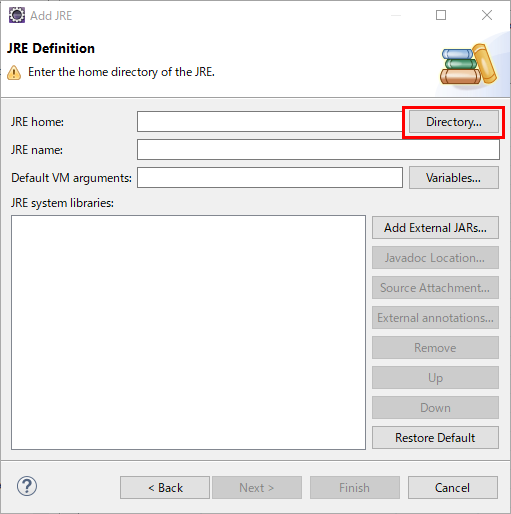 Add JRE
JRE Definition
Enter the home directory of the JRE.
JRE home:
Directory...
JRE name:
Default VM arguments:
Variables...
JRE system libraries:
Add External JARs...
Javadoc Location...
Source Attachment...
External annotations...
Remove
Up
Down
Restore Default
?
< Back
Next >
Finish
Cancel